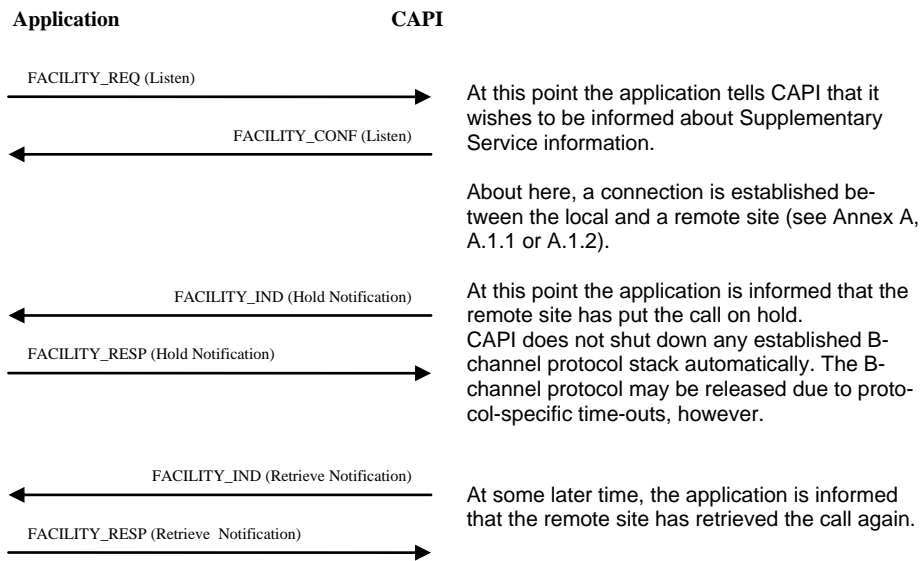 Application CAPI
FACILITY_REQ (Listen)
At this point the application tells CAPI that it
wishes to be informed about Supplementary
Service information.
FACILITY_CONF (Listen)
About here, a connection is established be-
tween the local and a remote site (see Annex A,
A.1.1 or A.1.2).
FACILITY_IND (Hold Notification)
At this point the application is informed that the
remote site has put the call on hold.
CAPI does not shut down any established B-
channel protocol stack automatically. The B-
channel protocol may be released due to proto-
col-specific time-outs, however.
FACILITY_RESP (Hold Notification)
FACILITY_IND (Retrieve Notification)
At some later time, the application is informed
that the remote site has retrieved the call again.
FACILITY_RESP (Retrieve Notification)